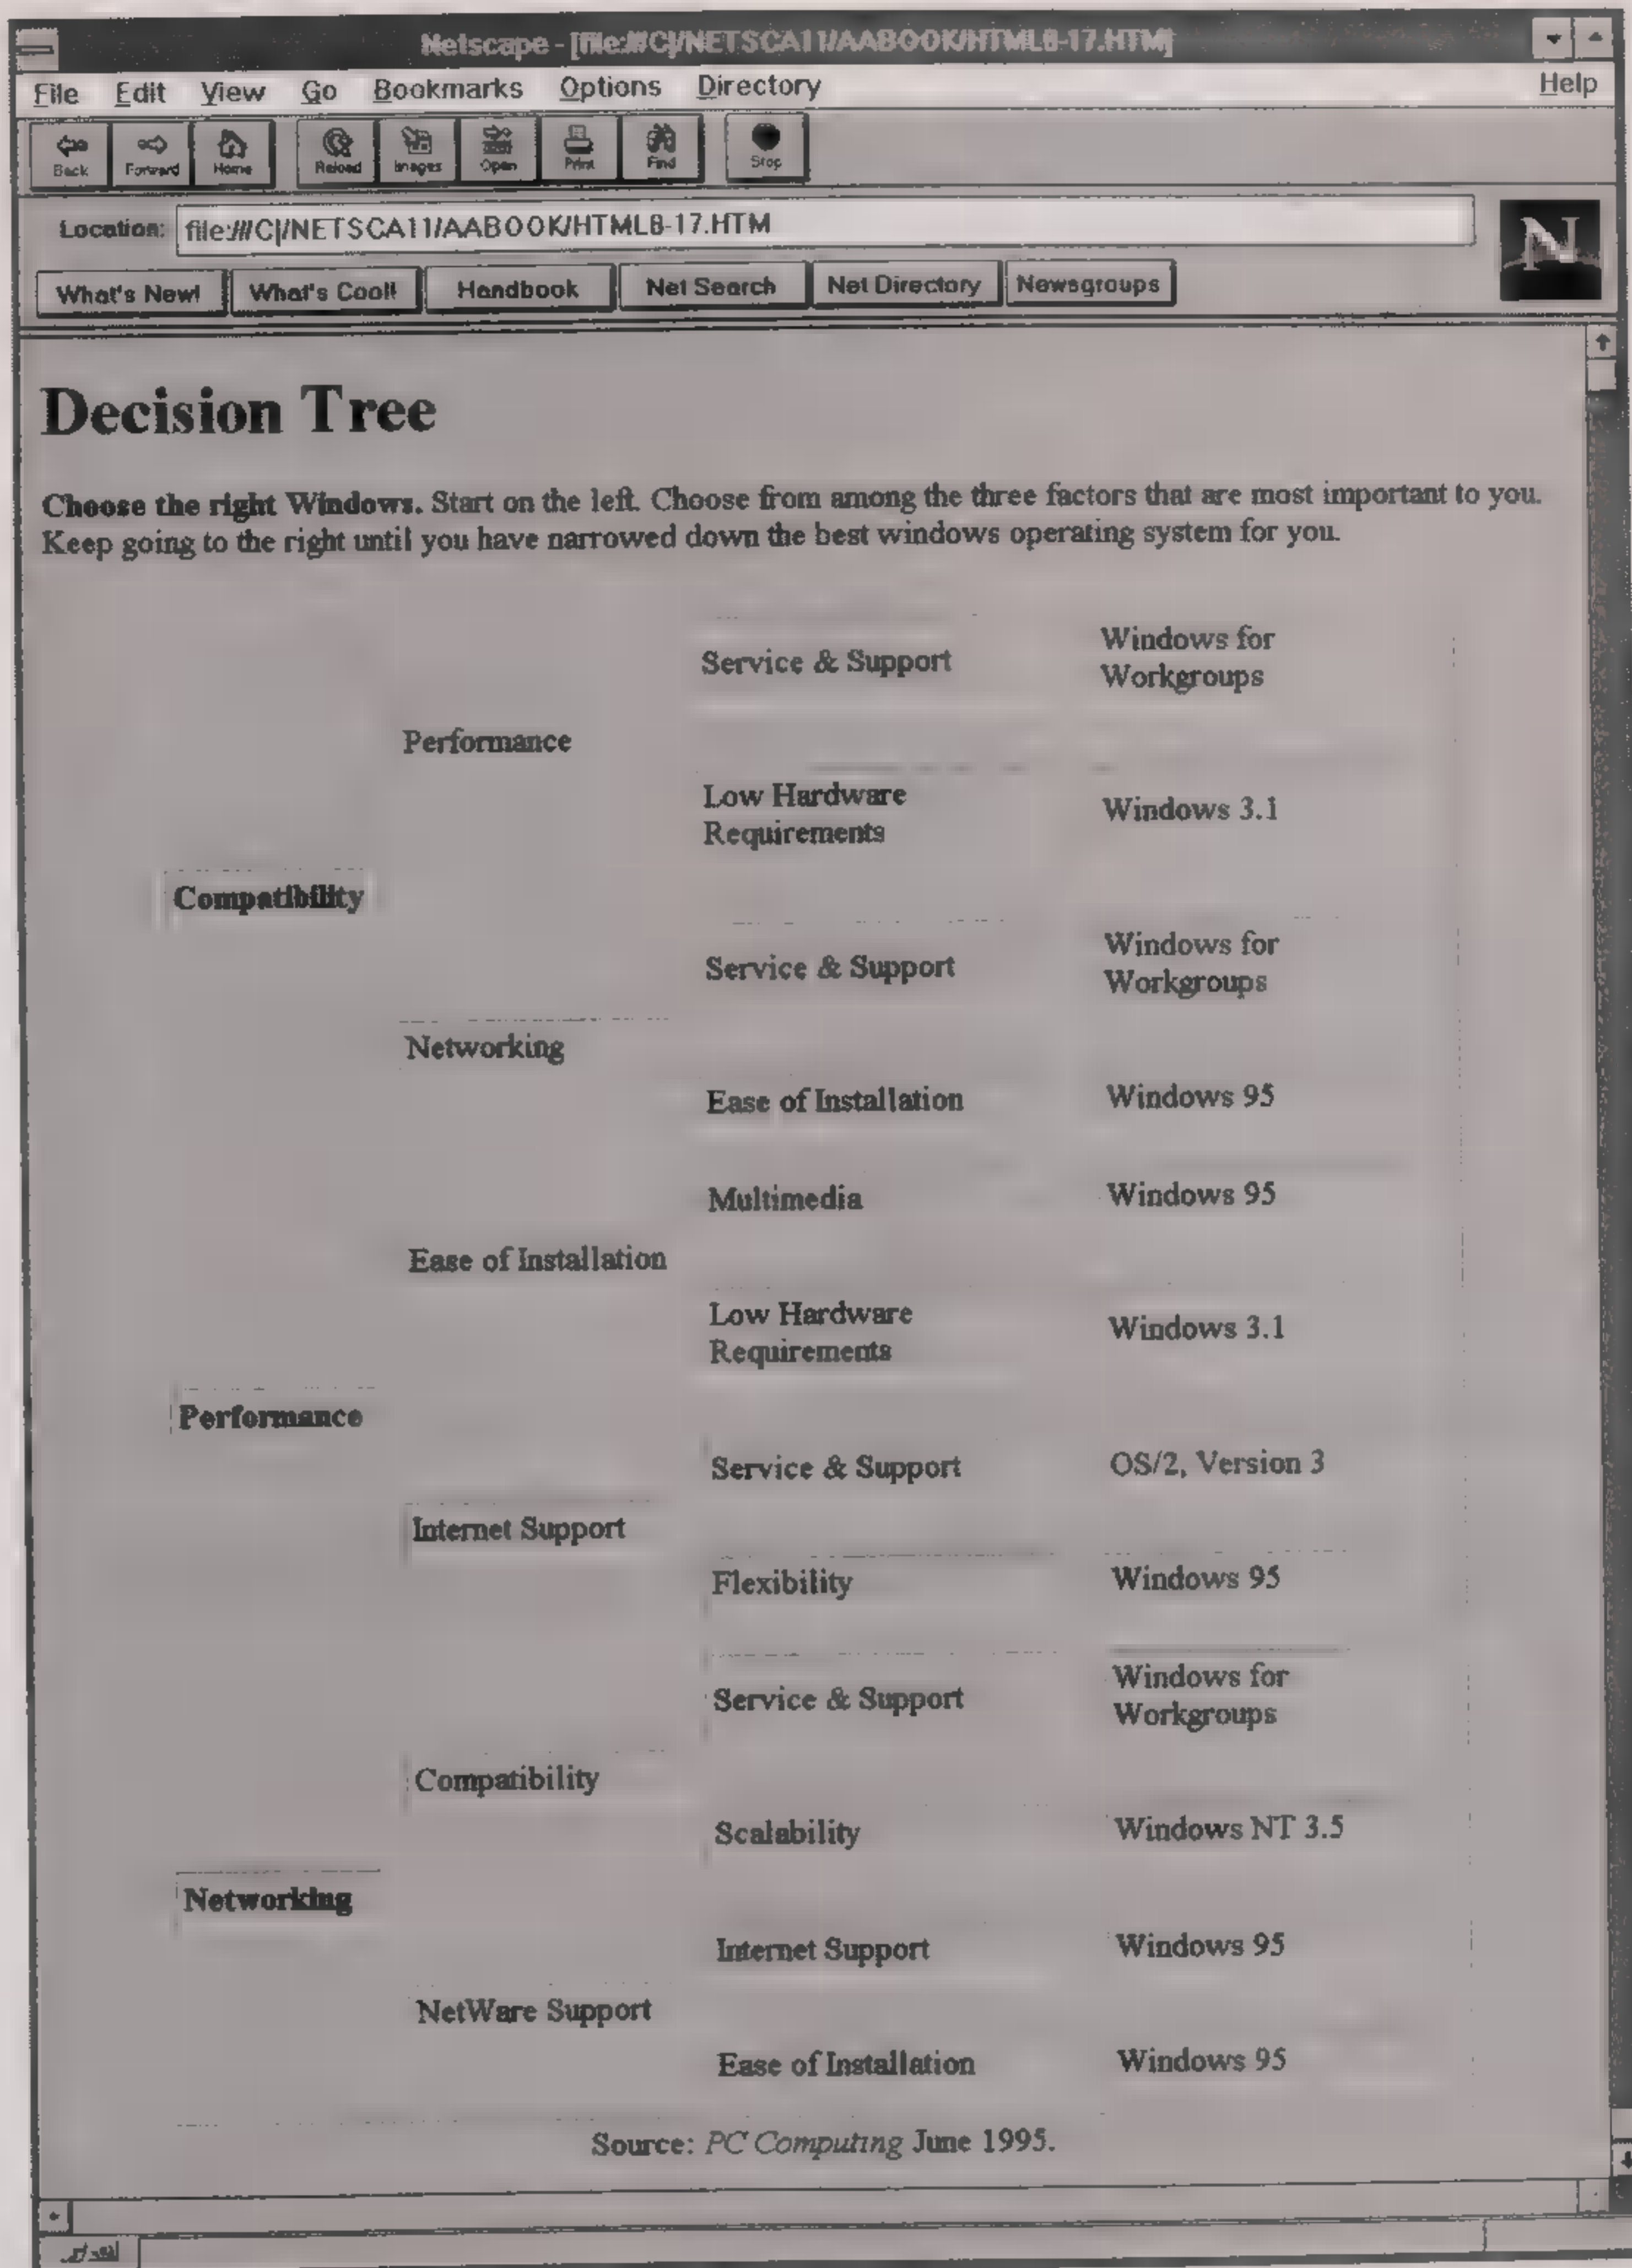 Netscape - [file:///C|/NETSCA11/AABOOK/HTML8-17.HTM]
File Edit View Go Bookmarks Options Directory Help
Back Forward Home Reload Images Open Print Find Stop
Location: file:///C|/NETSCA11/AABOOK/HTML8-17.HTM
N
What's New! What's Cool! Handbook Net Search Net Directory Newsgroups
Decision Tree
Choose the right Windows. Start on the left. Choose from among the three factors that are most important to you.
Keep going to the right until you have narrowed down the best windows operating system for you.
Service & Support Windows for
Workgroups
Performance
Low Hardware
Requirements Windows 3.1
Compatibility
Service & Support Windows for
Workgroups
Networking
Ease of Installation Windows 95
Multimedia Windows 95
Ease of Installation
Low Hardware
Requirements Windows 3.1
Performance
Service & Support OS/2, Version 3
Internet Support
Flexibility Windows 95
Service & Support Windows for
Workgroups
Compatibility
Scalability Windows NT 3.5
Networking
Internet Support Windows 95
NetWare Support
Ease of Installation Windows 95
Source: PC Computing June 1995.